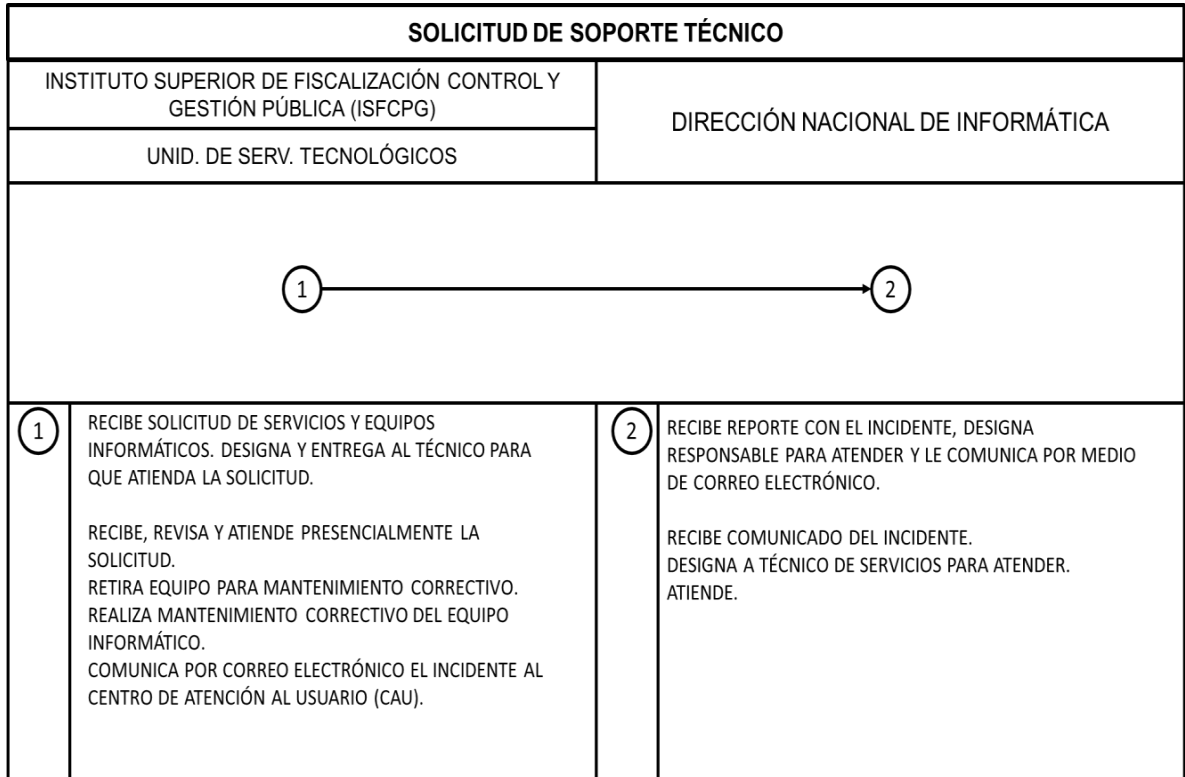 SOLICITUD DE SOPORTE TÉCNICO
INSTITUTO SUPERIOR DE FISCALIZACIÓN CONTROL Y
GESTIÓN PÚBLICA (ISFCPG)
UNID. DE SERV. TECNOLÓGICOS
DIRECCIÓN NACIONAL DE INFORMÁTICA
1
2
1
RECIBE SOLICITUD DE SERVICIOS Y EQUIPOS
INFORMÁTICOS. DESIGNA Y ENTREGA AL TÉCNICO PARA
QUE ATIENDA LA SOLICITUD.
RECIBE, REVISA Y ATIENDE PRESENCIALMENTE LA
SOLICITUD.
RETIRA EQUIPO PARA MANTENIMIENTO CORRECTIVO.
REALIZA MANTENIMIENTO CORRECTIVO DEL EQUIPO
INFORMÁTICO.
COMUNICA POR CORREO ELECTRÓNICO EL INCIDENTE AL
CENTRO DE ATENCIÓN AL USUARIO (CAU).
2
RECIBE REPORTE CON EL INCIDENTE, DESIGNA
RESPONSABLE PARA ATENDER Y LE COMUNICA POR MEDIO
DE CORREO ELECTRÓNICO.
RECIBE COMUNICADO DEL INCIDENTE.
DESIGNA A TÉCNICO DE SERVICIOS PARA ATENDER.
ATIENDE.